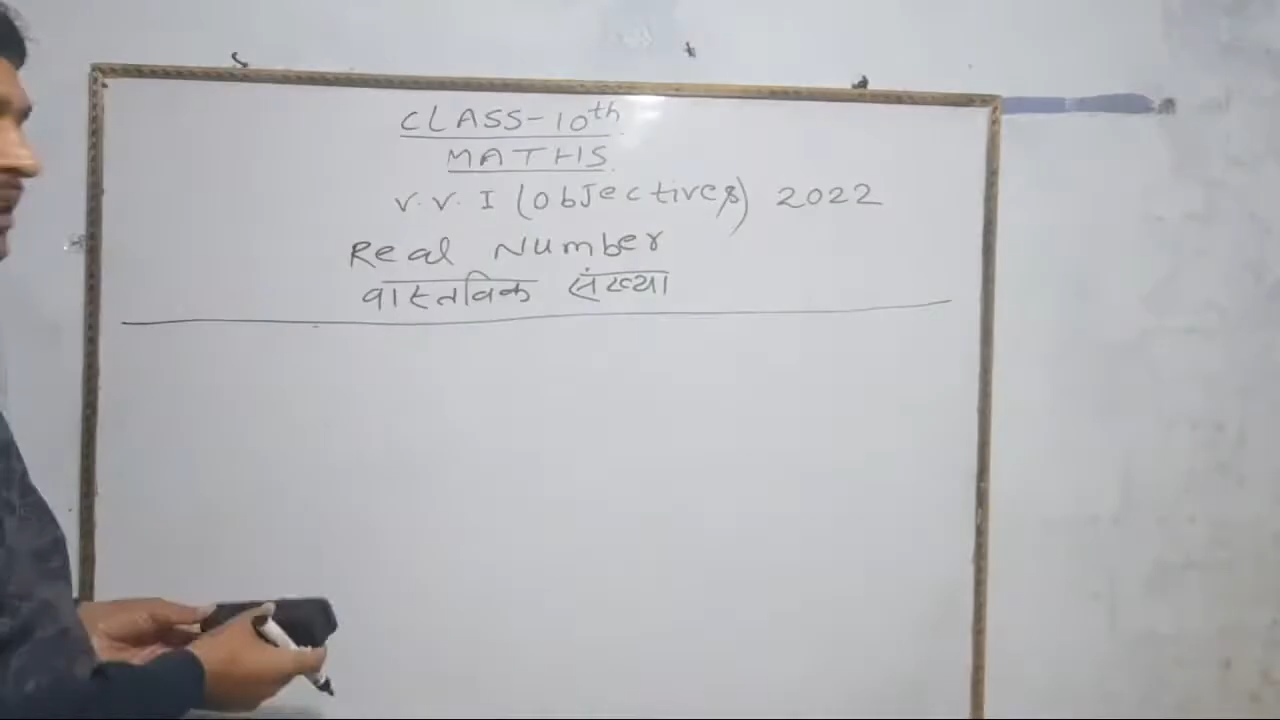 CLASS-10th
MATHS
V.V.I (Objectives) 2022
Real Number
वास्तविक संख्या